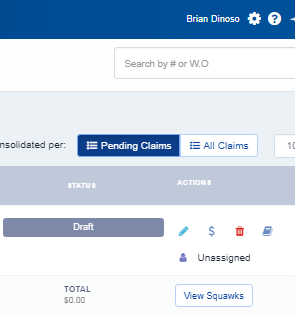 Brian Dinoso
Search by # or W.O
nsolidated per: Pending Claims All Claims 10
STATUS ACTIONS
Draft
Unassigned
TOTAL View Squawks
$0.00